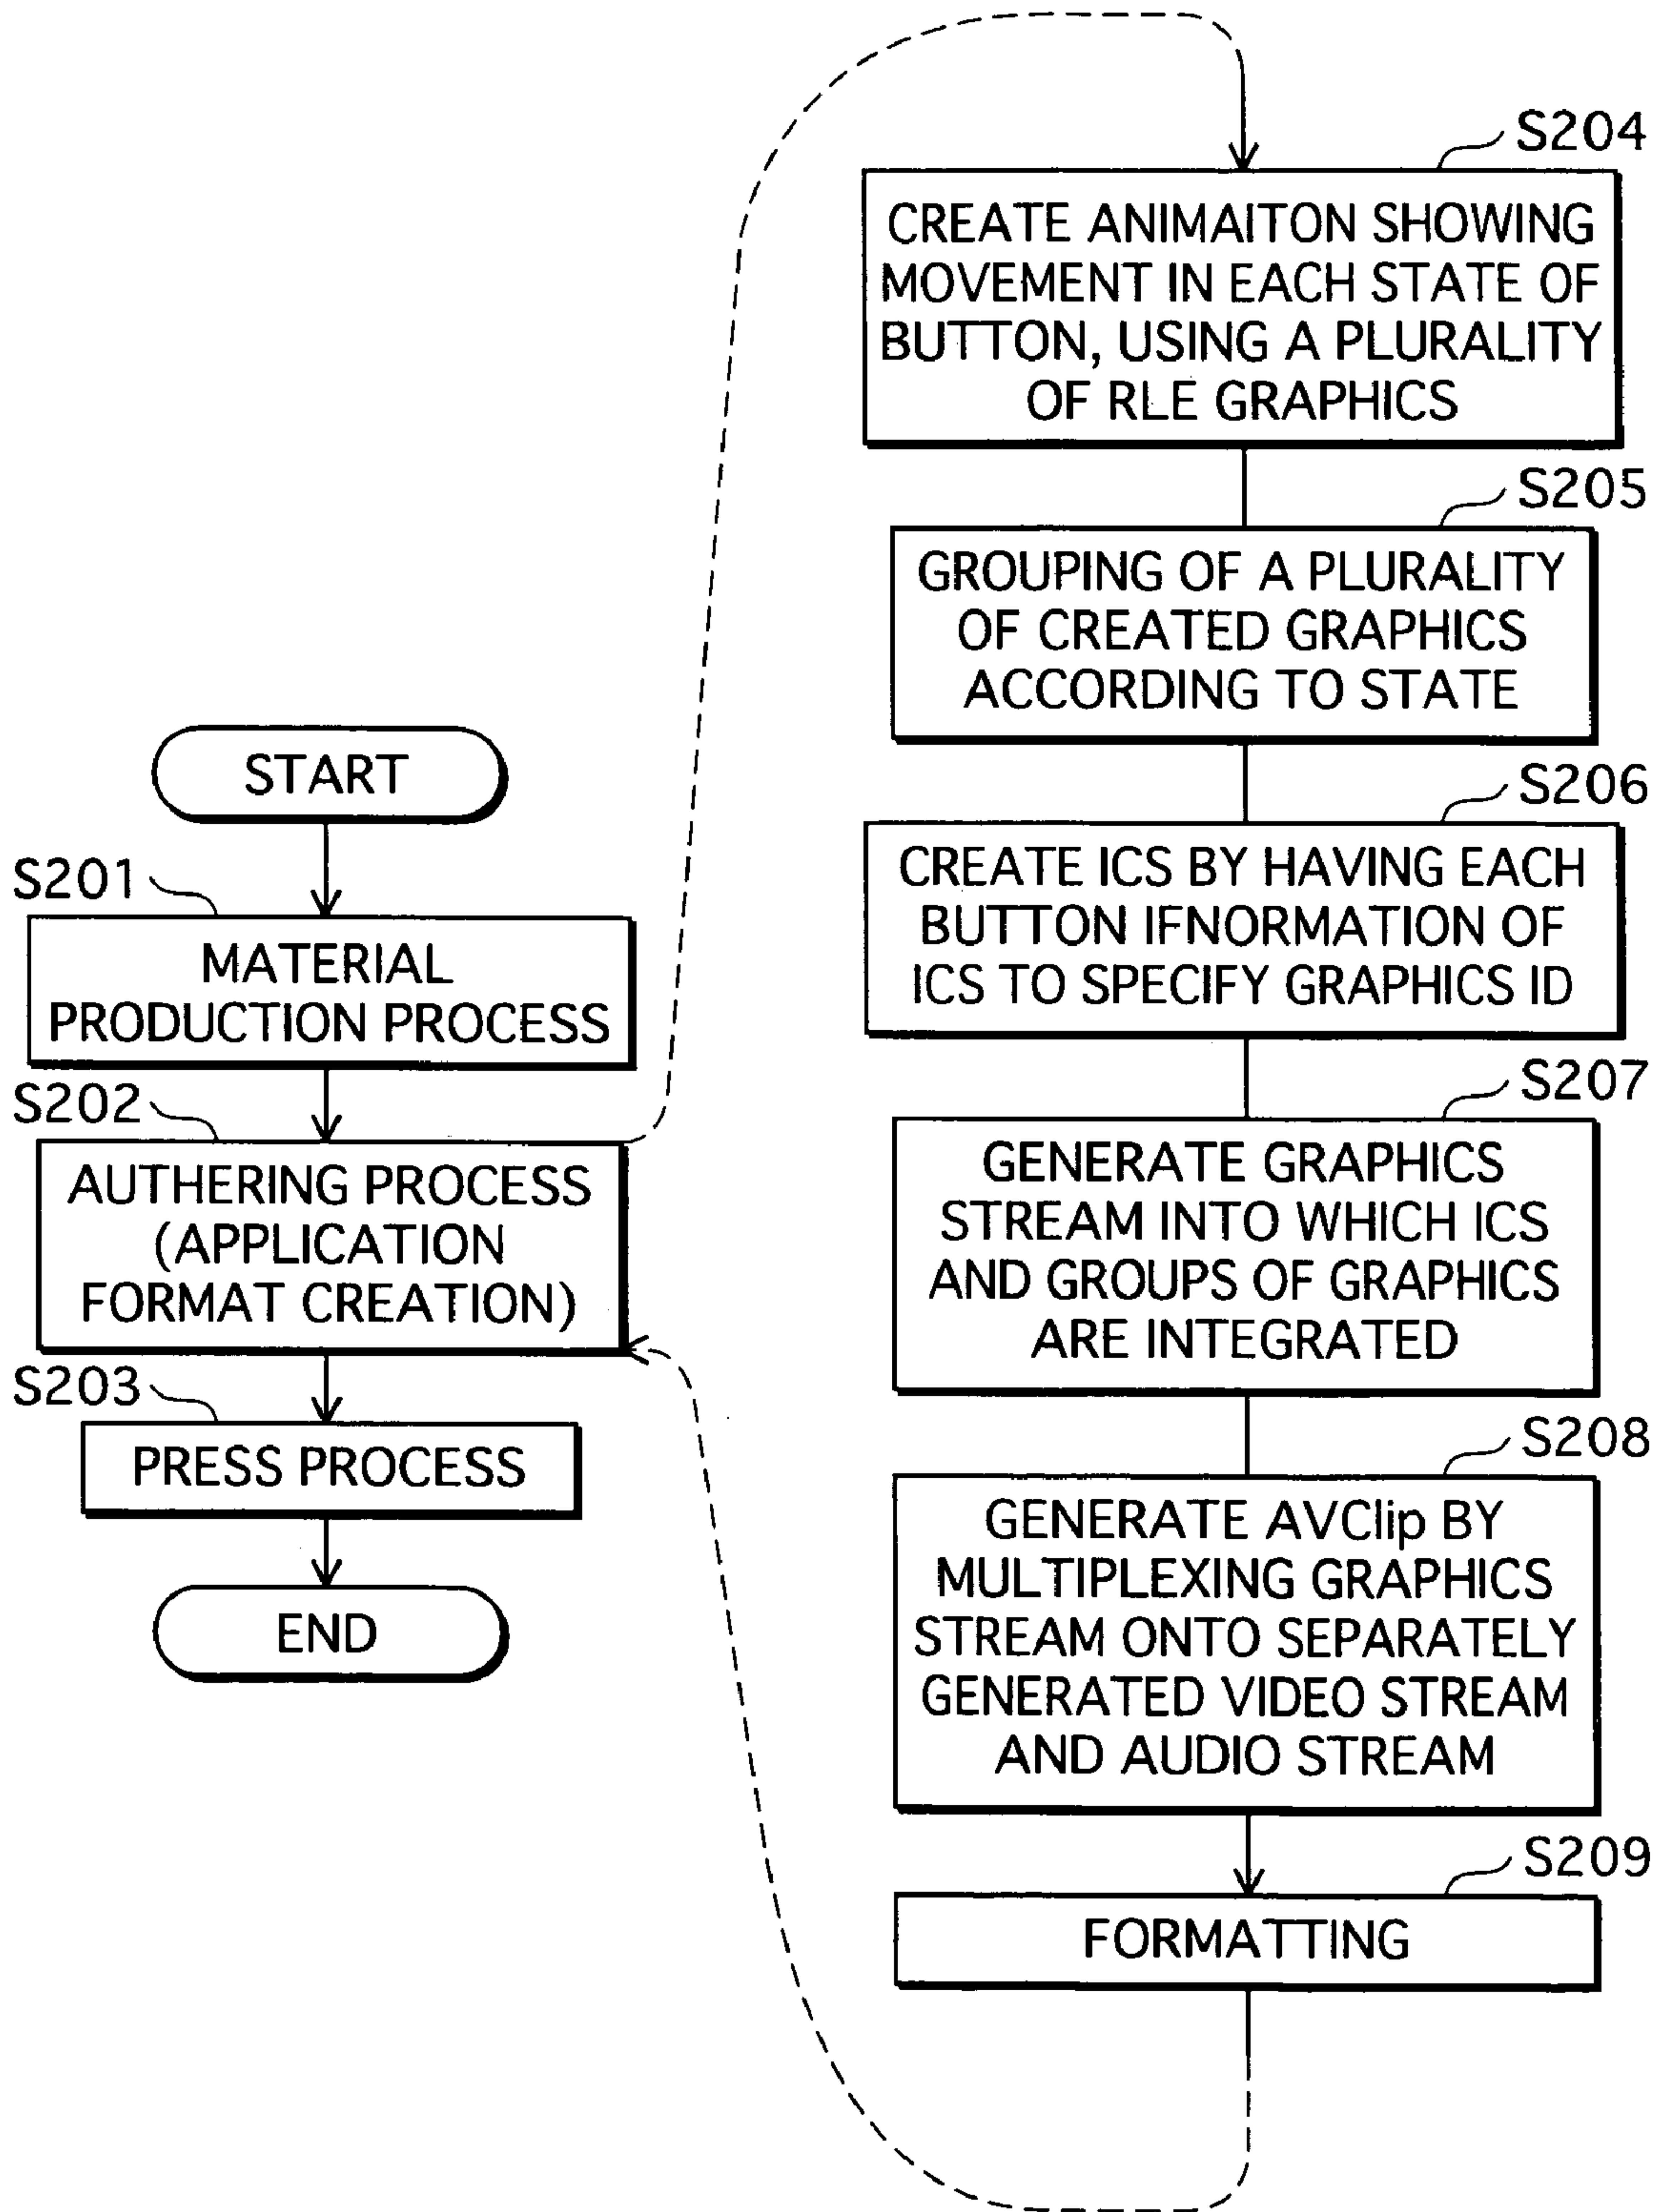 START
S201
MATERIAL
PRODUCTION PROCESS
S202
AUTHERING PROCESS
(APPLICATION
FORMAT CREATION)
S203
PRESS PROCESS
END
S204
CREATE ANIMAITON SHOWING
MOVEMENT IN EACH STATE OF
BUTTON, USING A PLURALITY
OF RLE GRAPHICS
S205
GROUPING OF A PLURALITY
OF CREATED GRAPHICS
ACCORDING TO STATE
S206
CREATE ICS BY HAVING EACH
BUTTON IFNORMATION OF
ICS TO SPECIFY GRAPHICS ID
S207
GENERATE GRAPHICS
STREAM INTO WHICH ICS
AND GROUPS OF GRAPHICS
ARE INTEGRATED
S208
GENERATE AVClip BY
MULTIPLEXING GRAPHICS
STREAM ONTO SEPARATELY
GENERATED VIDEO STREAM
AND AUDIO STREAM
S209
FORMATTING